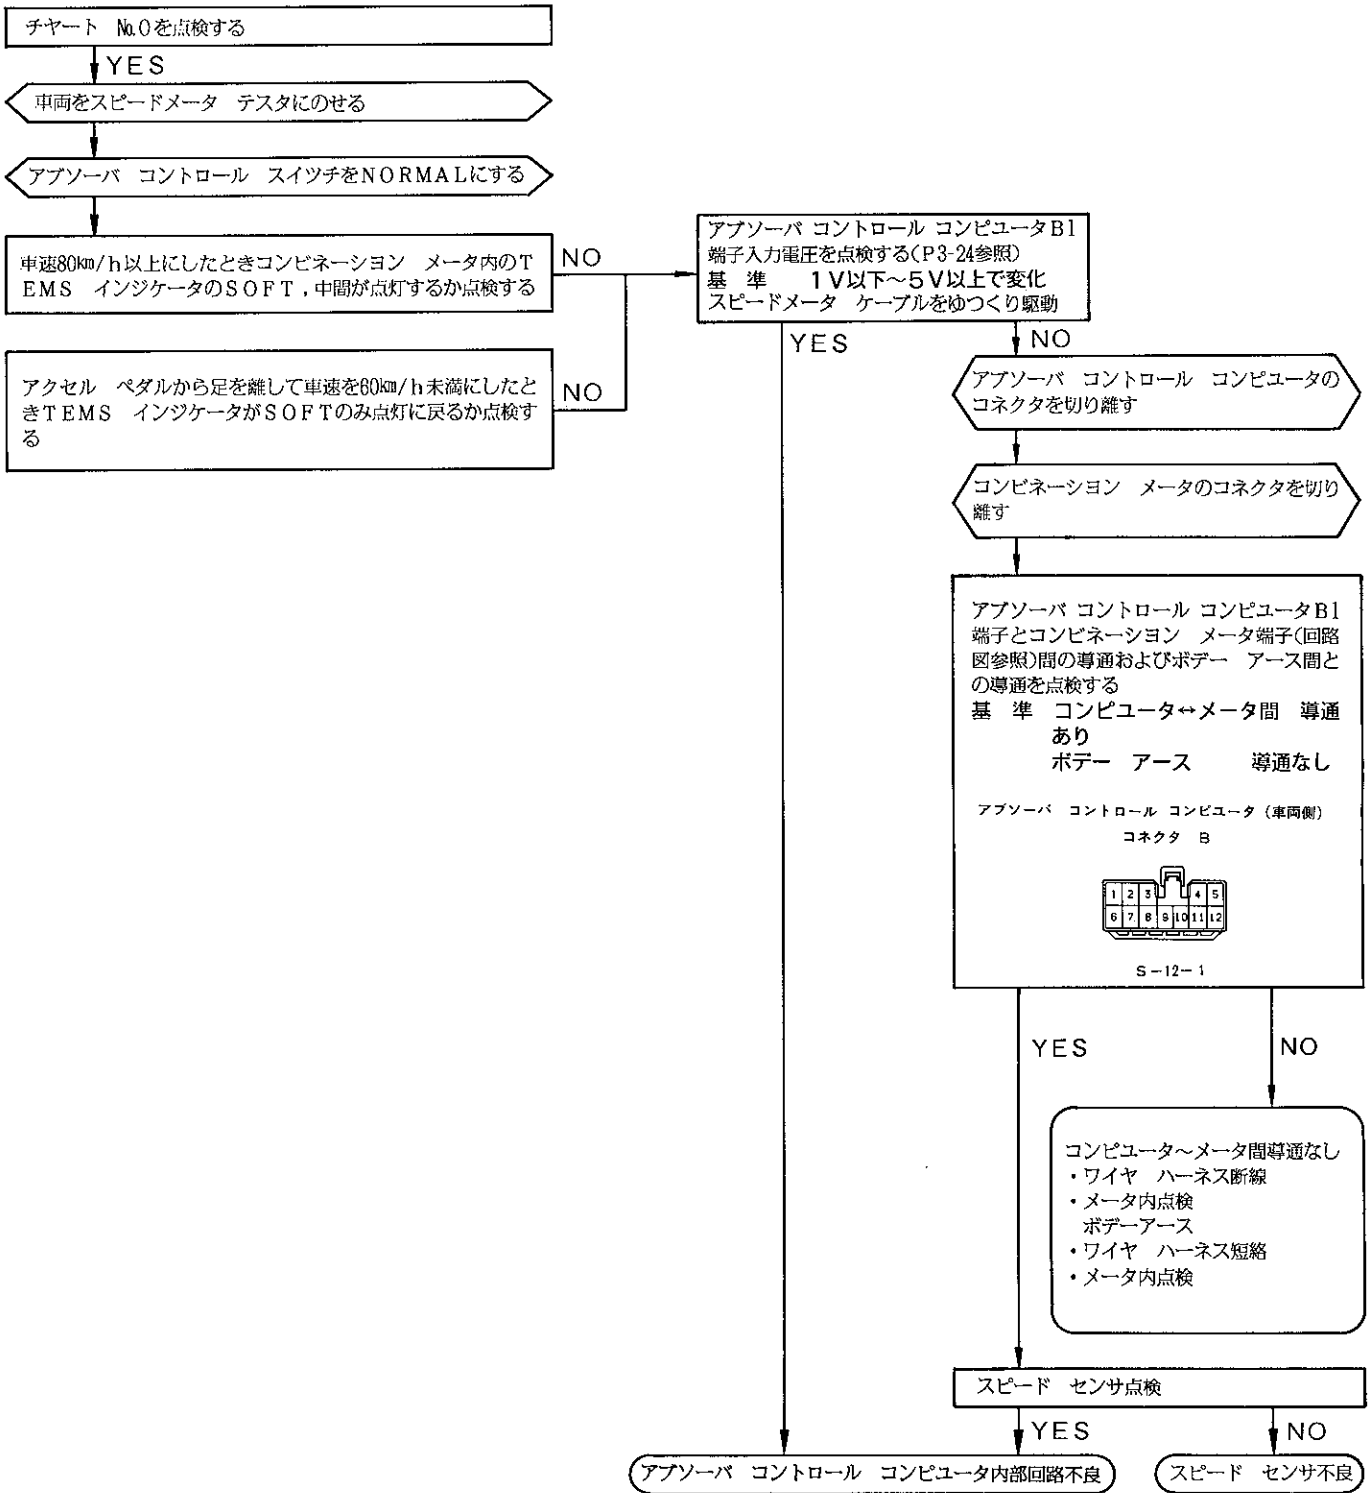 チヤート No.0を点検する
YES
車両をスピードメータ テスタにのせる
アブソーバ コントロール スイツチをNORMALにする
車速80km/h以上にしたときコンビネーシヨン メータ内のT
EMS インジケータのSOFT，中間が点灯するか点検する
NO
アクセル ペダルから足を離して車速を60km/h未満にしたと
きTEMS インジケータがSOFTのみ点灯に戻るか点検す
る
NO
アブソーバ コントロール コンピユータB1
端子入力電圧を点検する(P3-24参照)
基 準 1V以下～5V以上で変化
スピードメータ ケーブルをゆつくり駆動
YES
NO
アブソーバ コントロール コンピユータの
コネクタを切り離す
コンビネーシヨン メータのコネクタを切り
離す
アブソーバ コントロール コンピユータB1
端子とコンビネーシヨン メータ端子(回路
図参照)間の導通およびボデー アース間と
の導通を点検する
基 準 コンピユータ↔メータ間 導通
あり
ボデー アース 導通なし
アブソーバ コントロール コンピユータ (車両側)
コネクタ B
1 2 3 4 5
6 7 8 9 10 11 12
S-12-1
YES
NO
コンピユータ～メータ間導通なし
・ワイヤ ハーネス断線
・メータ内点検
ボデーアース
・ワイヤ ハーネス短絡
・メータ内点検
スピード センサ点検
YES
NO
アブソーバ コントロール コンピユータ内部回路不良
スピード センサ不良